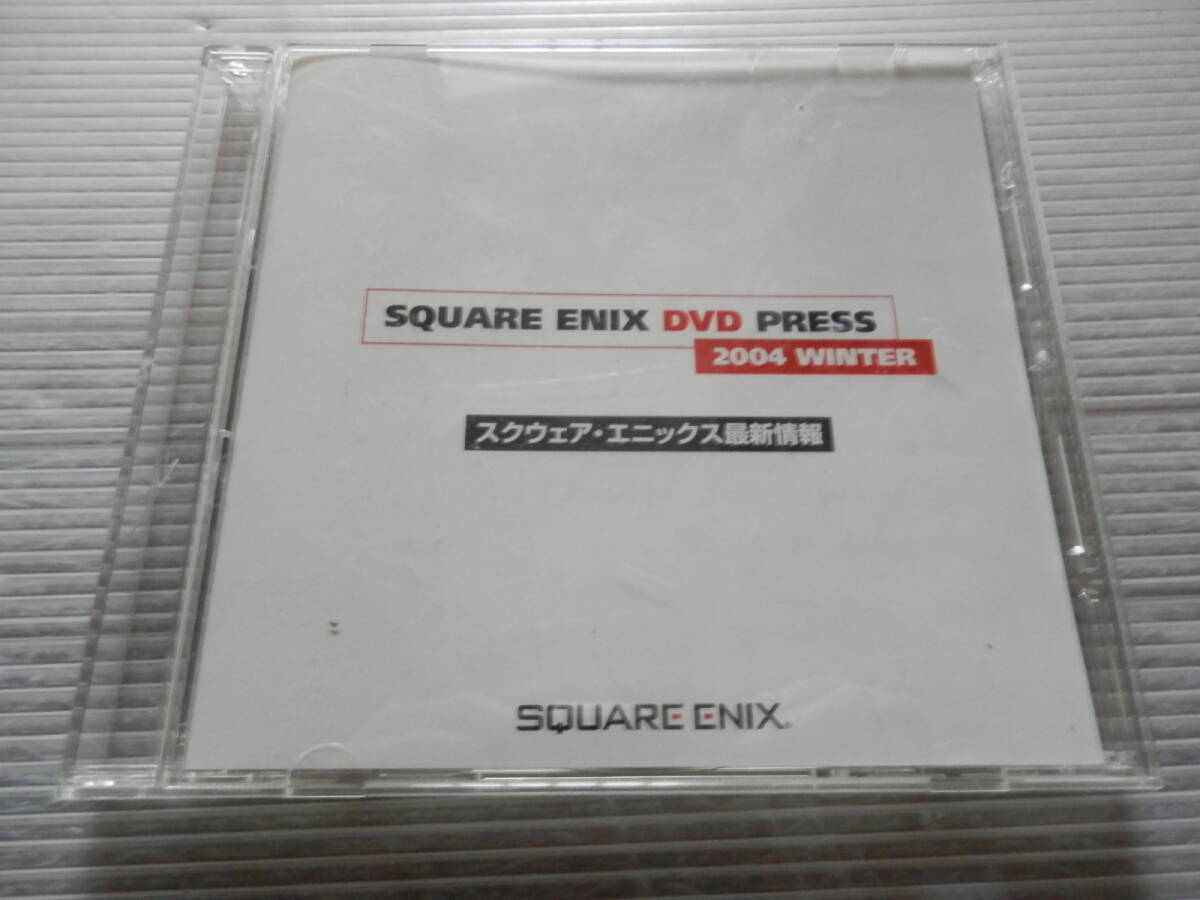 SQUARE ENIX DVD PRESS
2004 WINTER
スクウェア・エニックス最新情報
SQUARE ENIX.